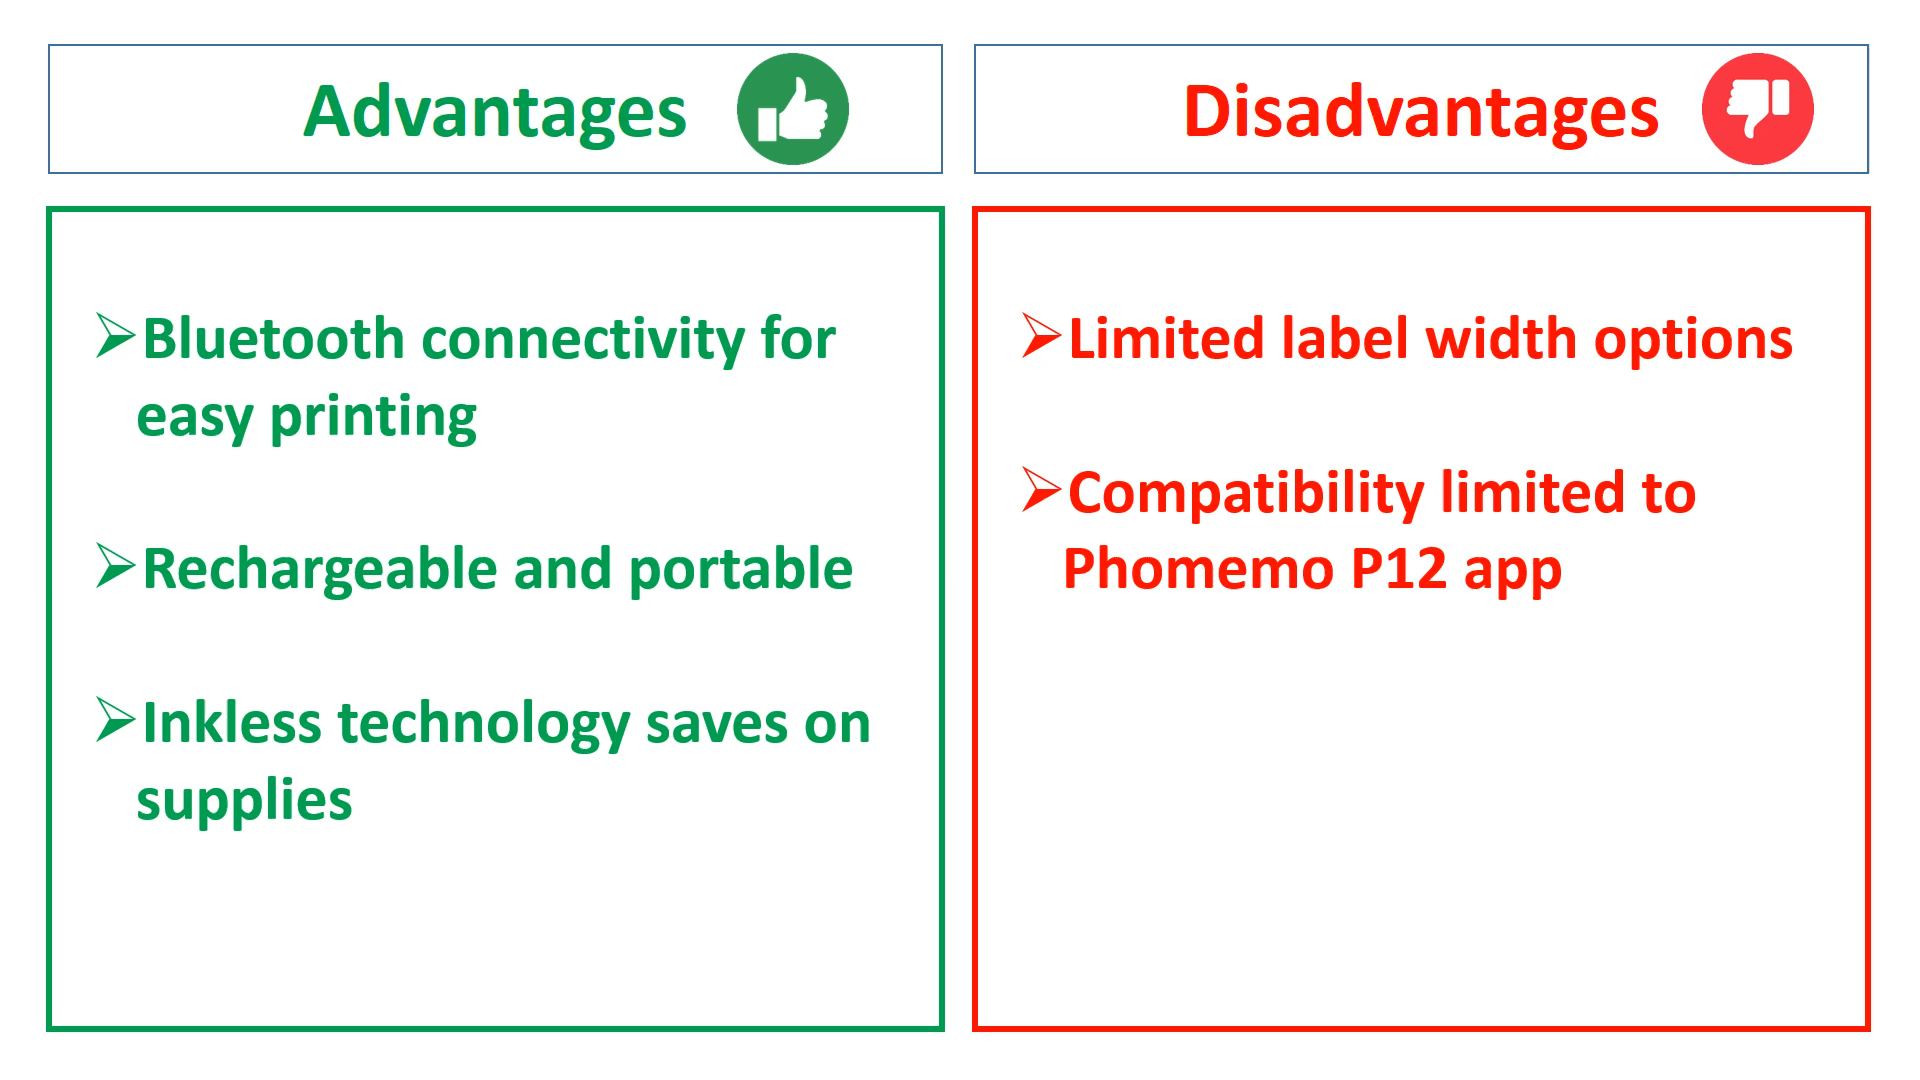 Advantages
Disadvantages
Bluetooth connectivity for
easy printing
Rechargeable and portable
Inkless technology saves on
supplies
Limited label width options
Compatibility limited to
Phomemo P12 app